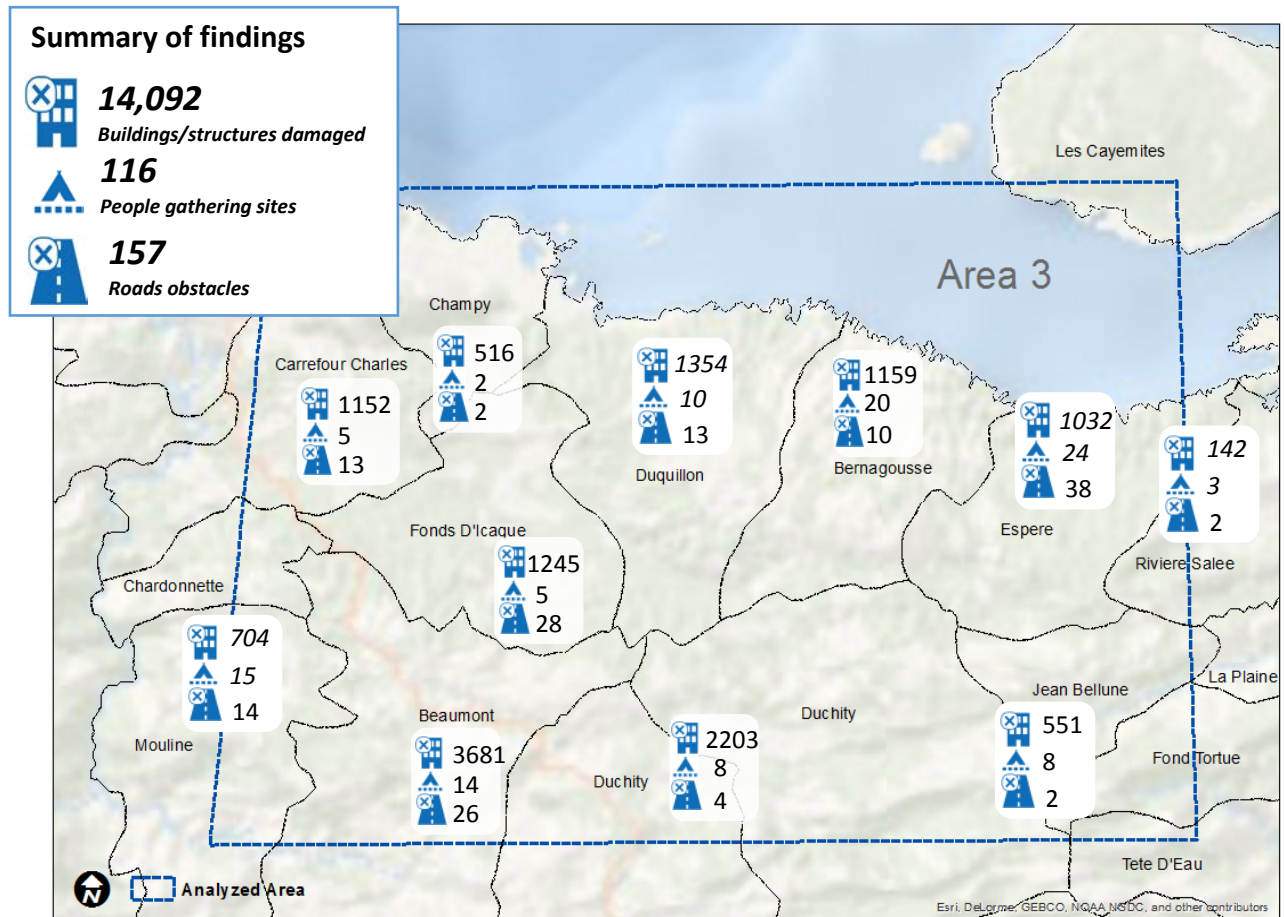 Summary of findings
14,092
Buildings/structures damaged
116
People gathering sites
157
Roads obstacles
Les Cayemites
Area 3
Champy
516
2
2
Carrefour Charles
1152
5
13
1354
10
13
Duquillon
1159
20
10
Bernagousse
1032
24
38
Espere
142
3
2
Riviere Salee
Fonds D'Icaque
1245
5
28
Chardonnette
704
15
14
Mouline
Beaumont
3681
14
26
Duchity
2203
8
4
Duchity
Jean Bellune
551
8
2
La Plaine
Fond Tortue
Tete D'Eau
N
Analyzed Area
Esri, DeLorme, GEBCO, NOAA NGDC, and other contributors